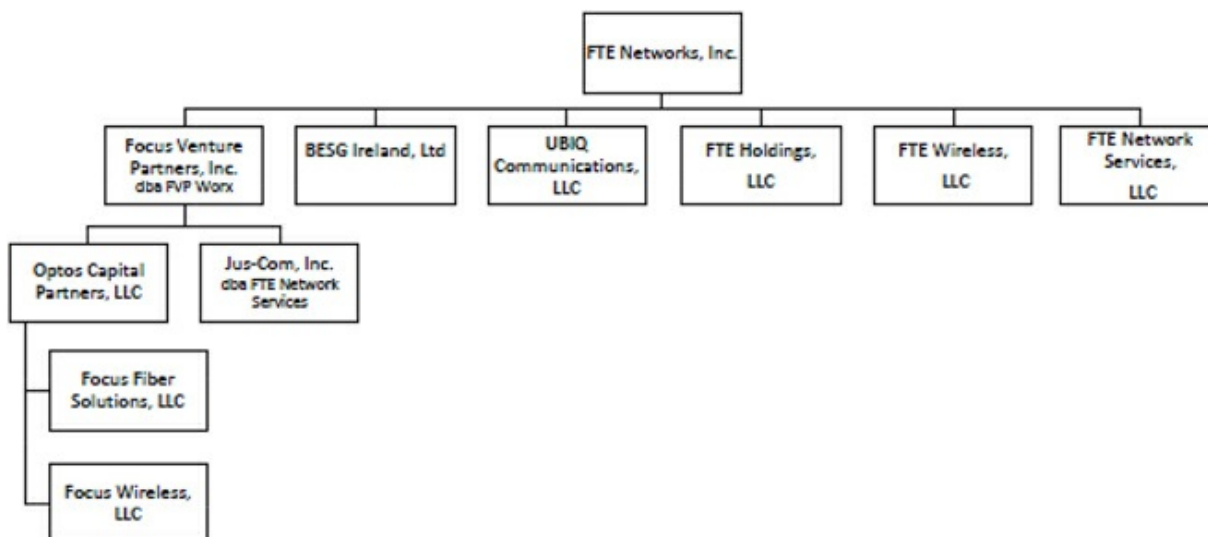 FTE Networks, Inc.
Focus Venture
Partners, Inc.
dba FVP Worx
BESG Ireland, Ltd
UBIQ
Communications,
LLC
FTE Holdings,
LLC
FTE Wireless,
LLC
FTE Network
Services,
LLC
Optos Capital
Partners, LLC
Jus-Com, Inc.
dba FTE Network
Services
Focus Fiber
Solutions, LLC
Focus Wireless,
LLC